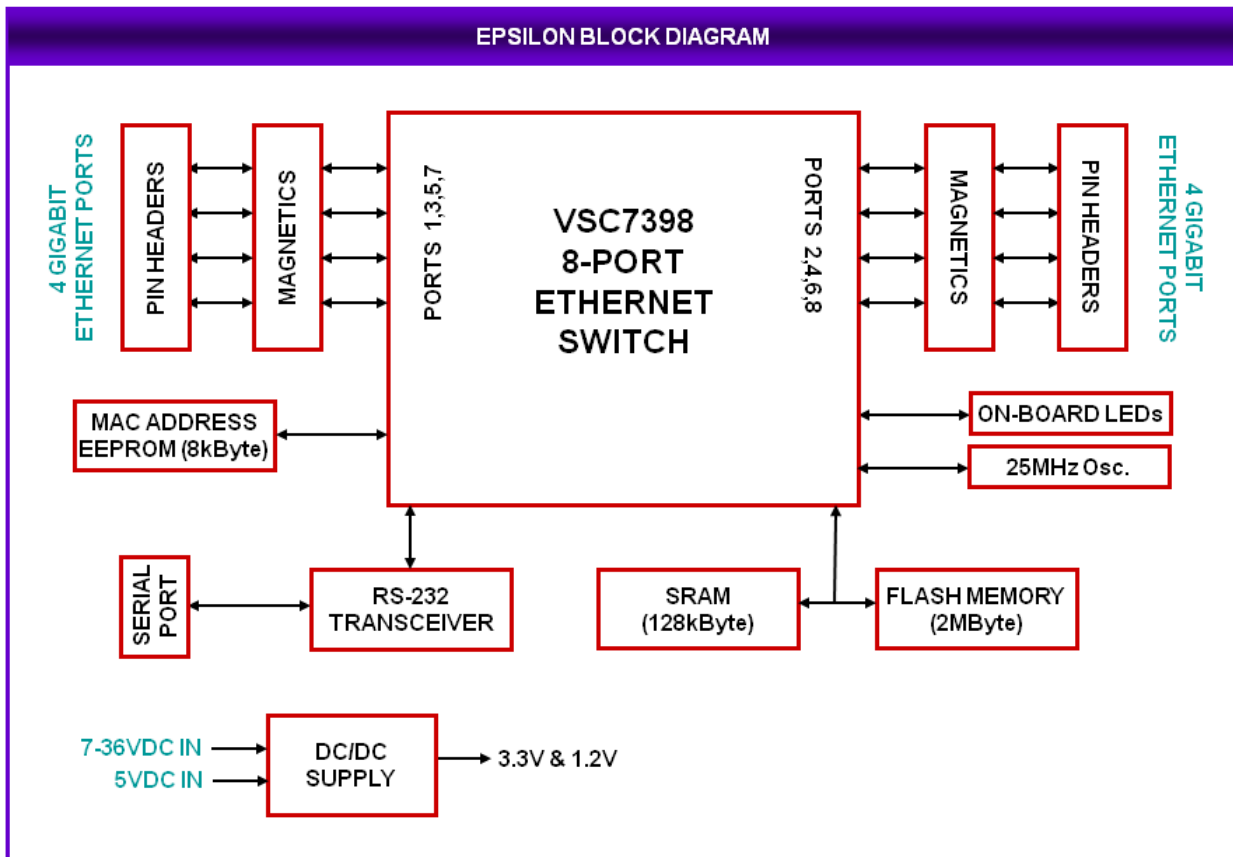 EPSILON BLOCK DIAGRAM
4 GIGABIT
ETHERNET PORTS
PIN HEADERS
MAGNETICS
PORTS 1,3,5,7
VSC7398
8-PORT
ETHERNET
SWITCH
PORTS 2,4,6,8
MAGNETICS
PIN HEADERS
4 GIGABIT
ETHERNET PORTS
MAC ADDRESS
EEPROM (8kByte)
ON-BOARD LEDs
25MHz Osc.
SERIAL
PORT
RS-232
TRANSCEIVER
SRAM
(128kByte)
FLASH MEMORY
(2MByte)
7-36VDC IN
5VDC IN
DC/DC
SUPPLY
3.3V & 1.2V